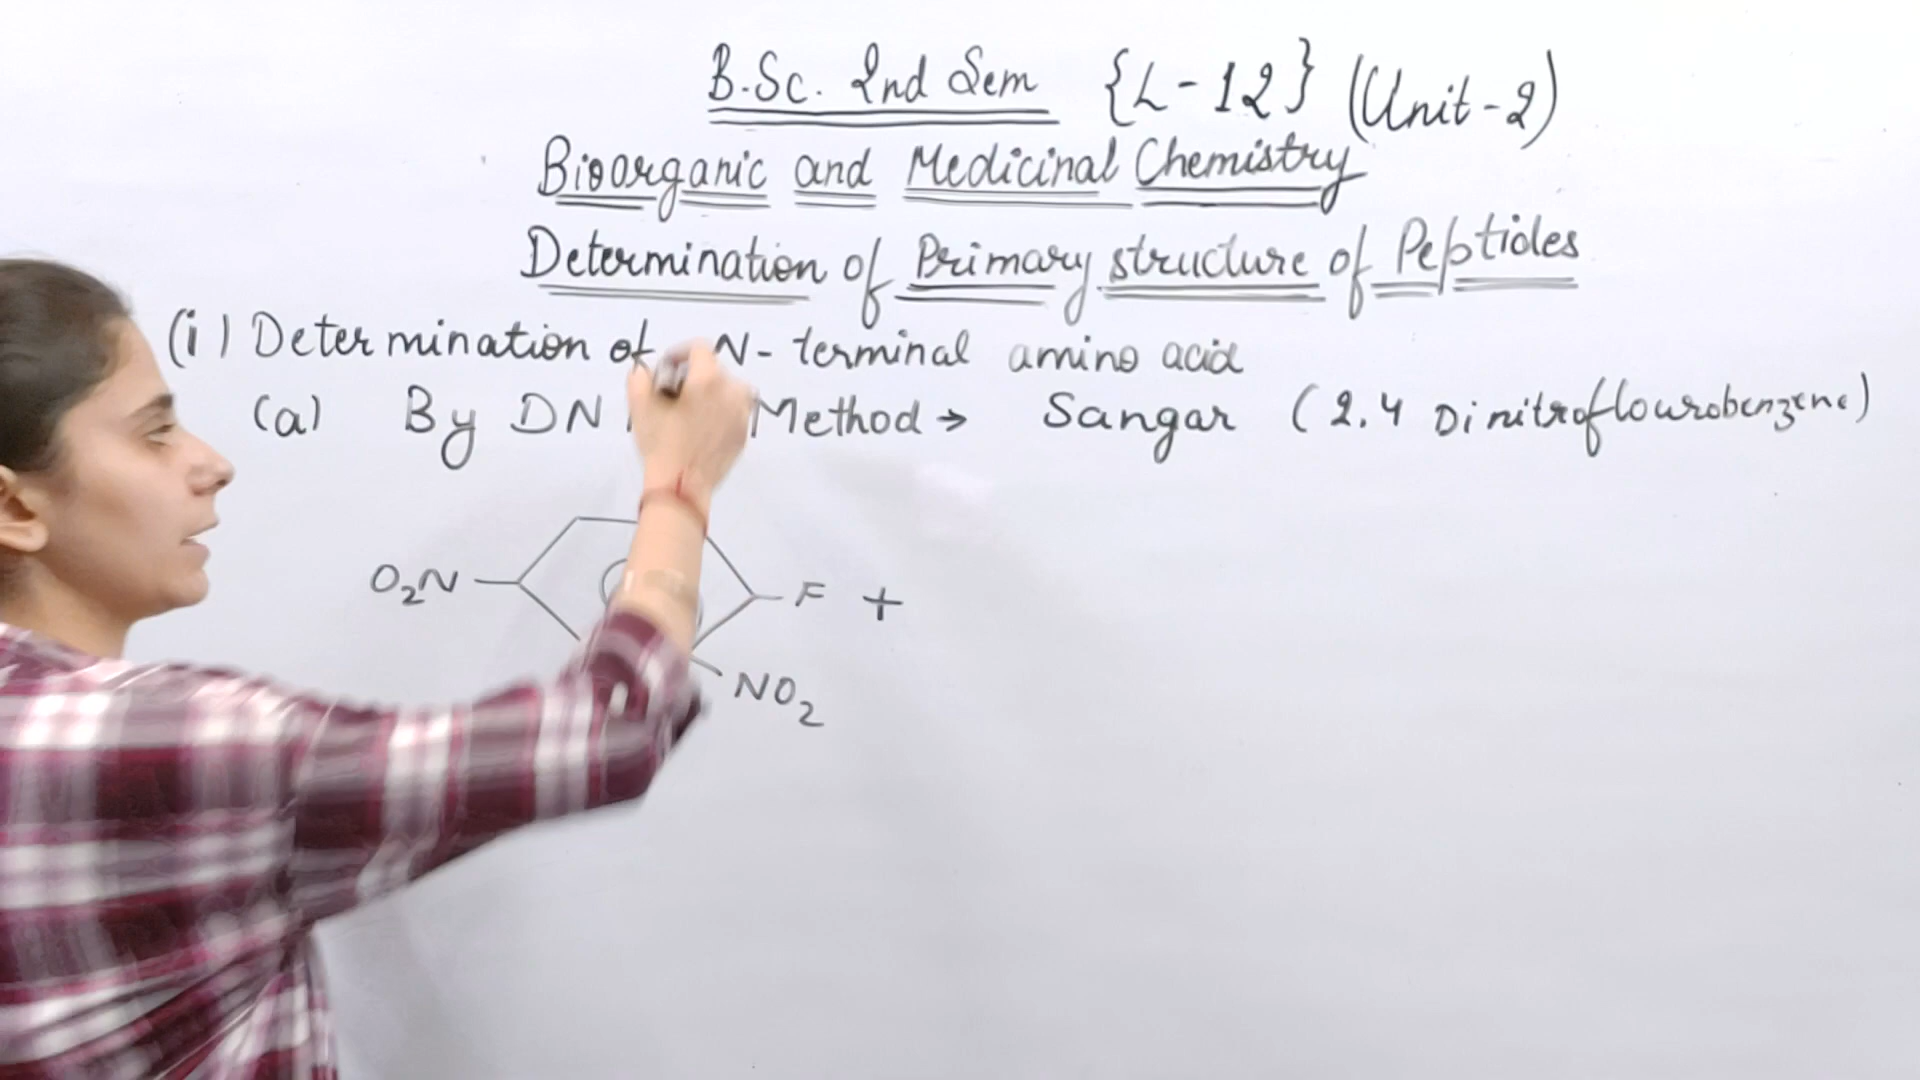 B.Sc. 2nd Sem {L-12} (Unit-2)
Bioorganic and Medicinal Chemistry
Determination of Primary structure of Peptides
(i) Determination of N-terminal amino acid
(a) By DN Method → Sangar (2.4 Dinitroflourobenzene)
O2N F +
NO2